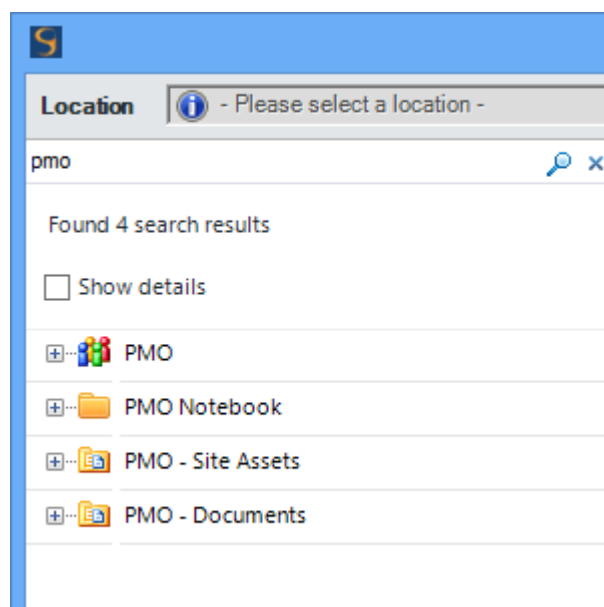 Location
- Please select a location -
pmo
Found 4 search results
Show details
PMO
PMO Notebook
PMO - Site Assets
PMO - Documents